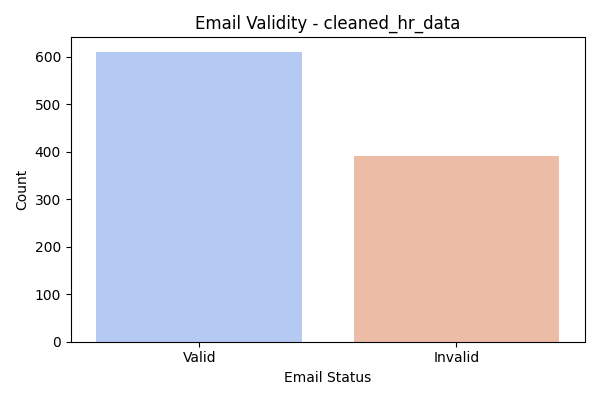 Email Validity - cleaned_hr_data
600
500
400
300
200
100
0
Count
Valid
Invalid
Email Status